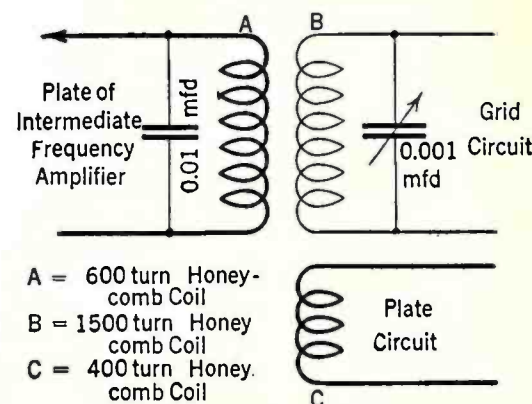 A
B
Plate of
Intermediate
Frequency
Amplifier
0.01 mfd
0.001
mfd
Grid
Circuit
A = 600 turn Honey-
comb Coil
B = 1500 turn Honey
comb Coil
C = 400 turn Honey.
comb Coil
Plate
Circuit
C